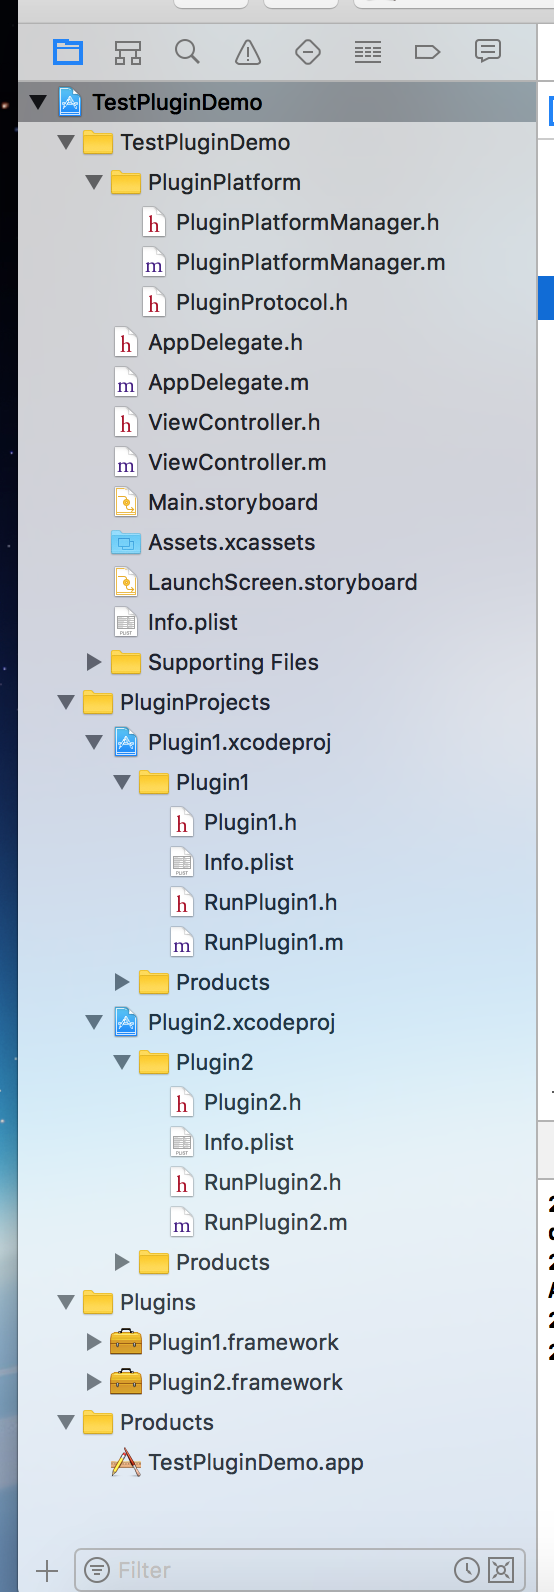 TestPluginDemo
TestPluginDemo
PluginPlatform
PluginPlatformManager.h
PluginPlatformManager.m
PluginProtocol.h
AppDelegate.h
AppDelegate.m
ViewController.h
ViewController.m
Main.storyboard
Assets.xcassets
LaunchScreen.storyboard
Info.plist
Supporting Files
PluginProjects
Plugin1.xcodeproj
Plugin1
Plugin1.h
Info.plist
RunPlugin1.h
RunPlugin1.m
Products
Plugin2.xcodeproj
Plugin2
Plugin2.h
Info.plist
RunPlugin2.h
RunPlugin2.m
Products
Plugins
Plugin1.framework
Plugin2.framework
Products
TestPluginDemo.app
Filter